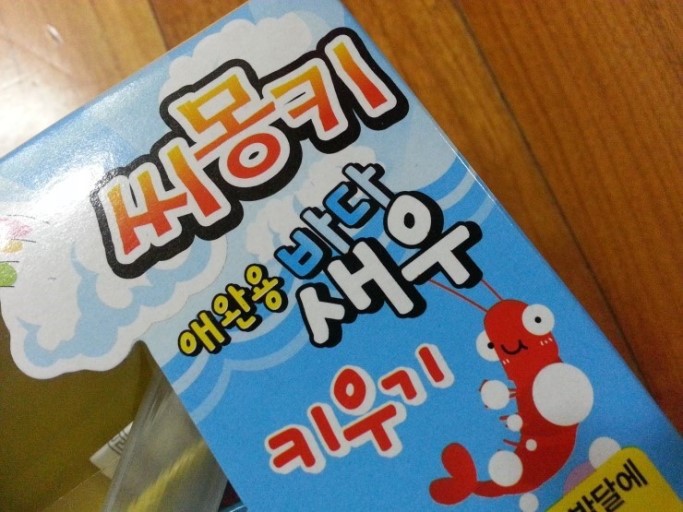 씨몽키
애완용 바다
새우
키우기